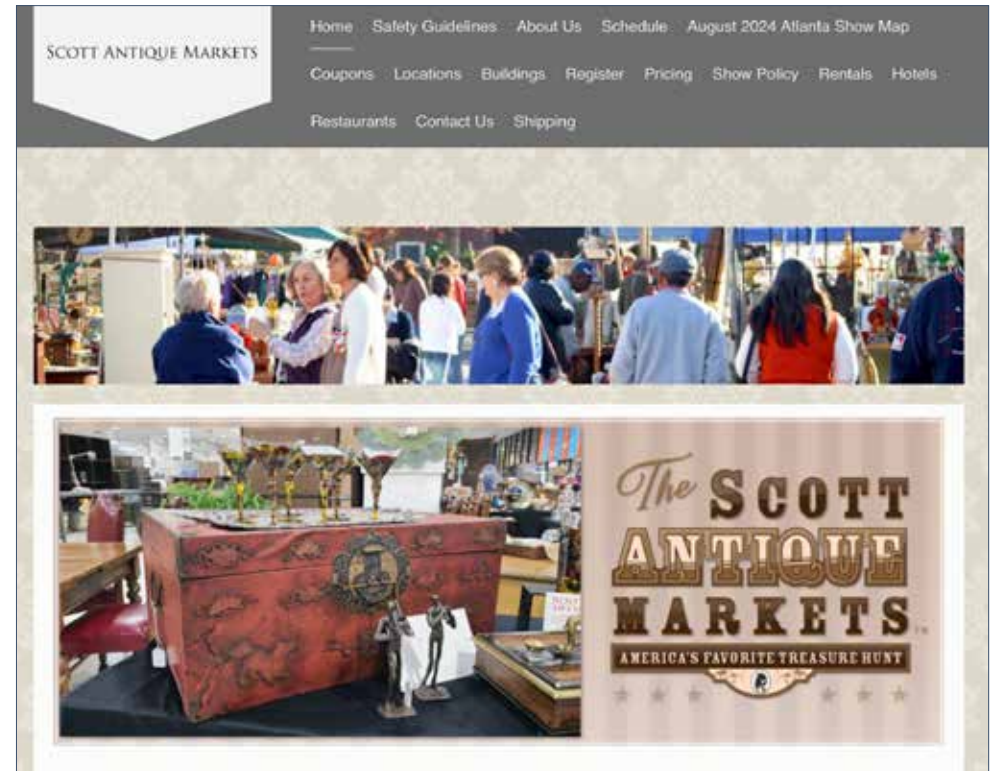 SCOTT ANTIQUE MARKETS
Home Safety Guidelines About Us Schedule August 2024 Atlanta Show Map
Coupons Locations Buildings Register Pricing Show Policy Rentals Hotels
Restaurants Contact Us Shipping
The SCOTT
ANTIQUE
MARKETS™
AMERICA'S FAVORITE TREASURE HUNT